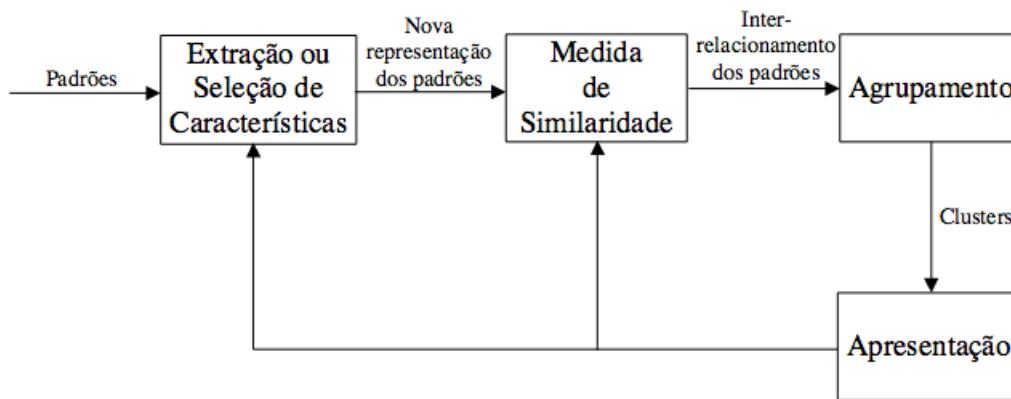 Padrões
Extração ou
Seleção de
Características
Nova
representação
dos padrões
Medida
de
Similaridade
Inter-
relacionamento
dos padrões
Agrupamento
Clusters
Apresentação